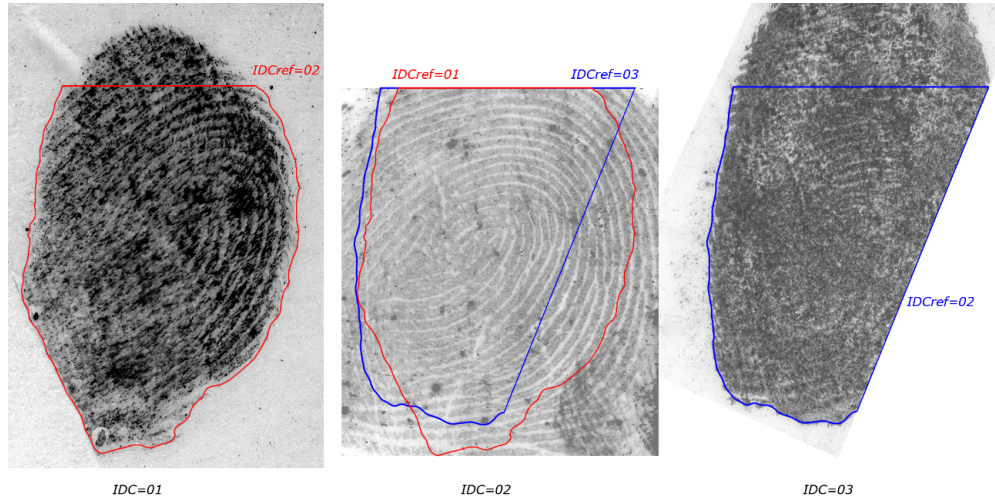 IDCref=02
IDCref=01
IDCref=03
IDCref=02
IDC=01
IDC=02
IDC=03